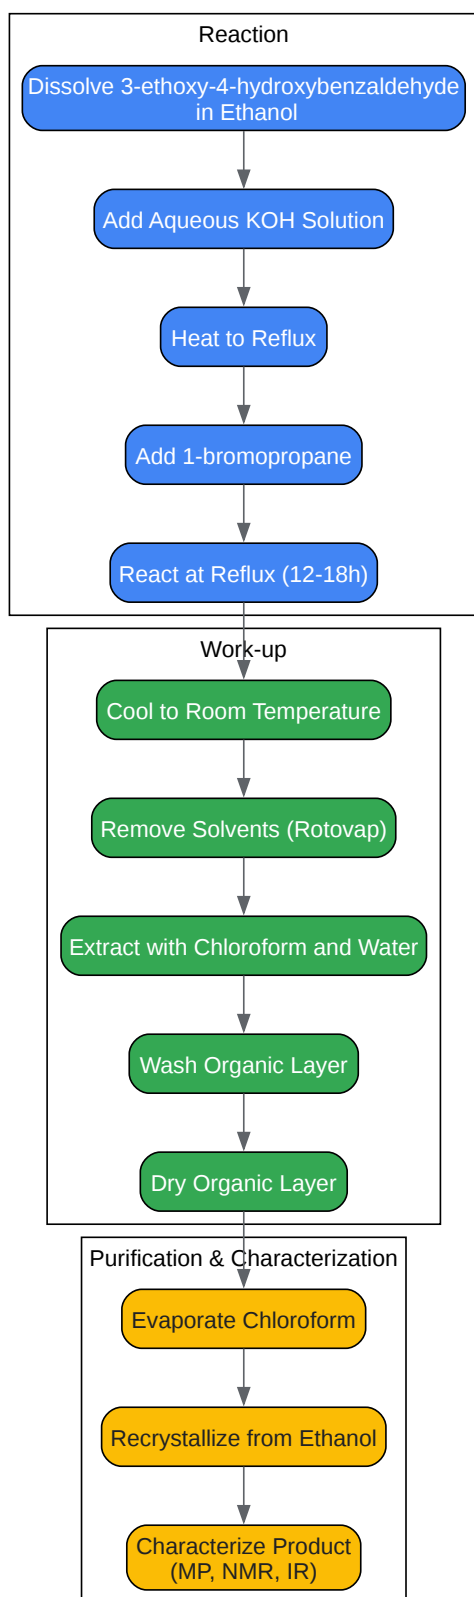 Reaction
Dissolve 3-ethoxy-4-hydroxybenzaldehyde
in Ethanol
Add Aqueous KOH Solution
Heat to Reflux
Add 1-bromopropane
React at Reflux (12-18h)
Work-up
Cool to Room Temperature
Remove Solvents (Rotovap)
Extract with Chloroform and Water
Wash Organic Layer
Dry Organic Layer
Purification & Characterization
Evaporate Chloroform
Recrystallize from Ethanol
Characterize Product
(MP, NMR, IR)